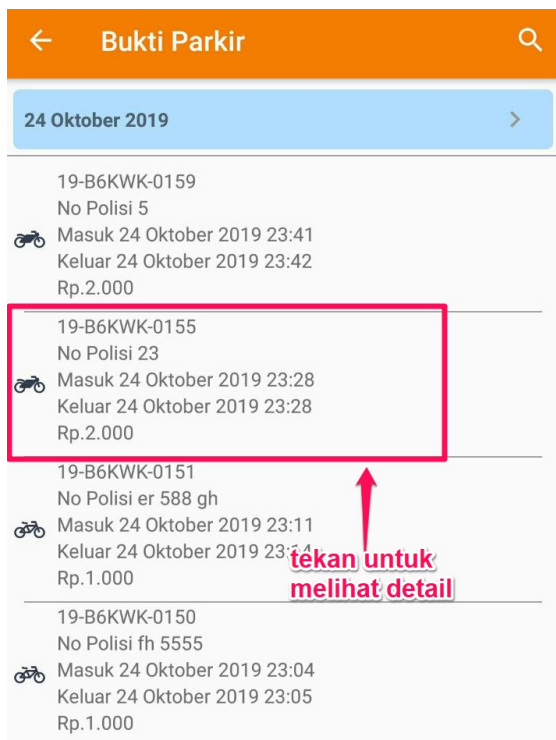 Bukti Parkir
24 Oktober 2019
19-B6KWK-0159
No Polisi 5
Masuk 24 Oktober 2019 23:41
Keluar 24 Oktober 2019 23:42
Rp.2.000
19-B6KWK-0155
No Polisi 23
Masuk 24 Oktober 2019 23:28
Keluar 24 Oktober 2019 23:28
Rp.2.000
19-B6KWK-0151
No Polisi er 588 gh
Masuk 24 Oktober 2019 23:11
Keluar 24 Oktober 2019
Rp.1.000
tekan untuk
melihat detail
19-B6KWK-0150
No Polisi fh 5555
Masuk 24 Oktober 2019 23:04
Keluar 24 Oktober 2019 23:05
Rp.1.000